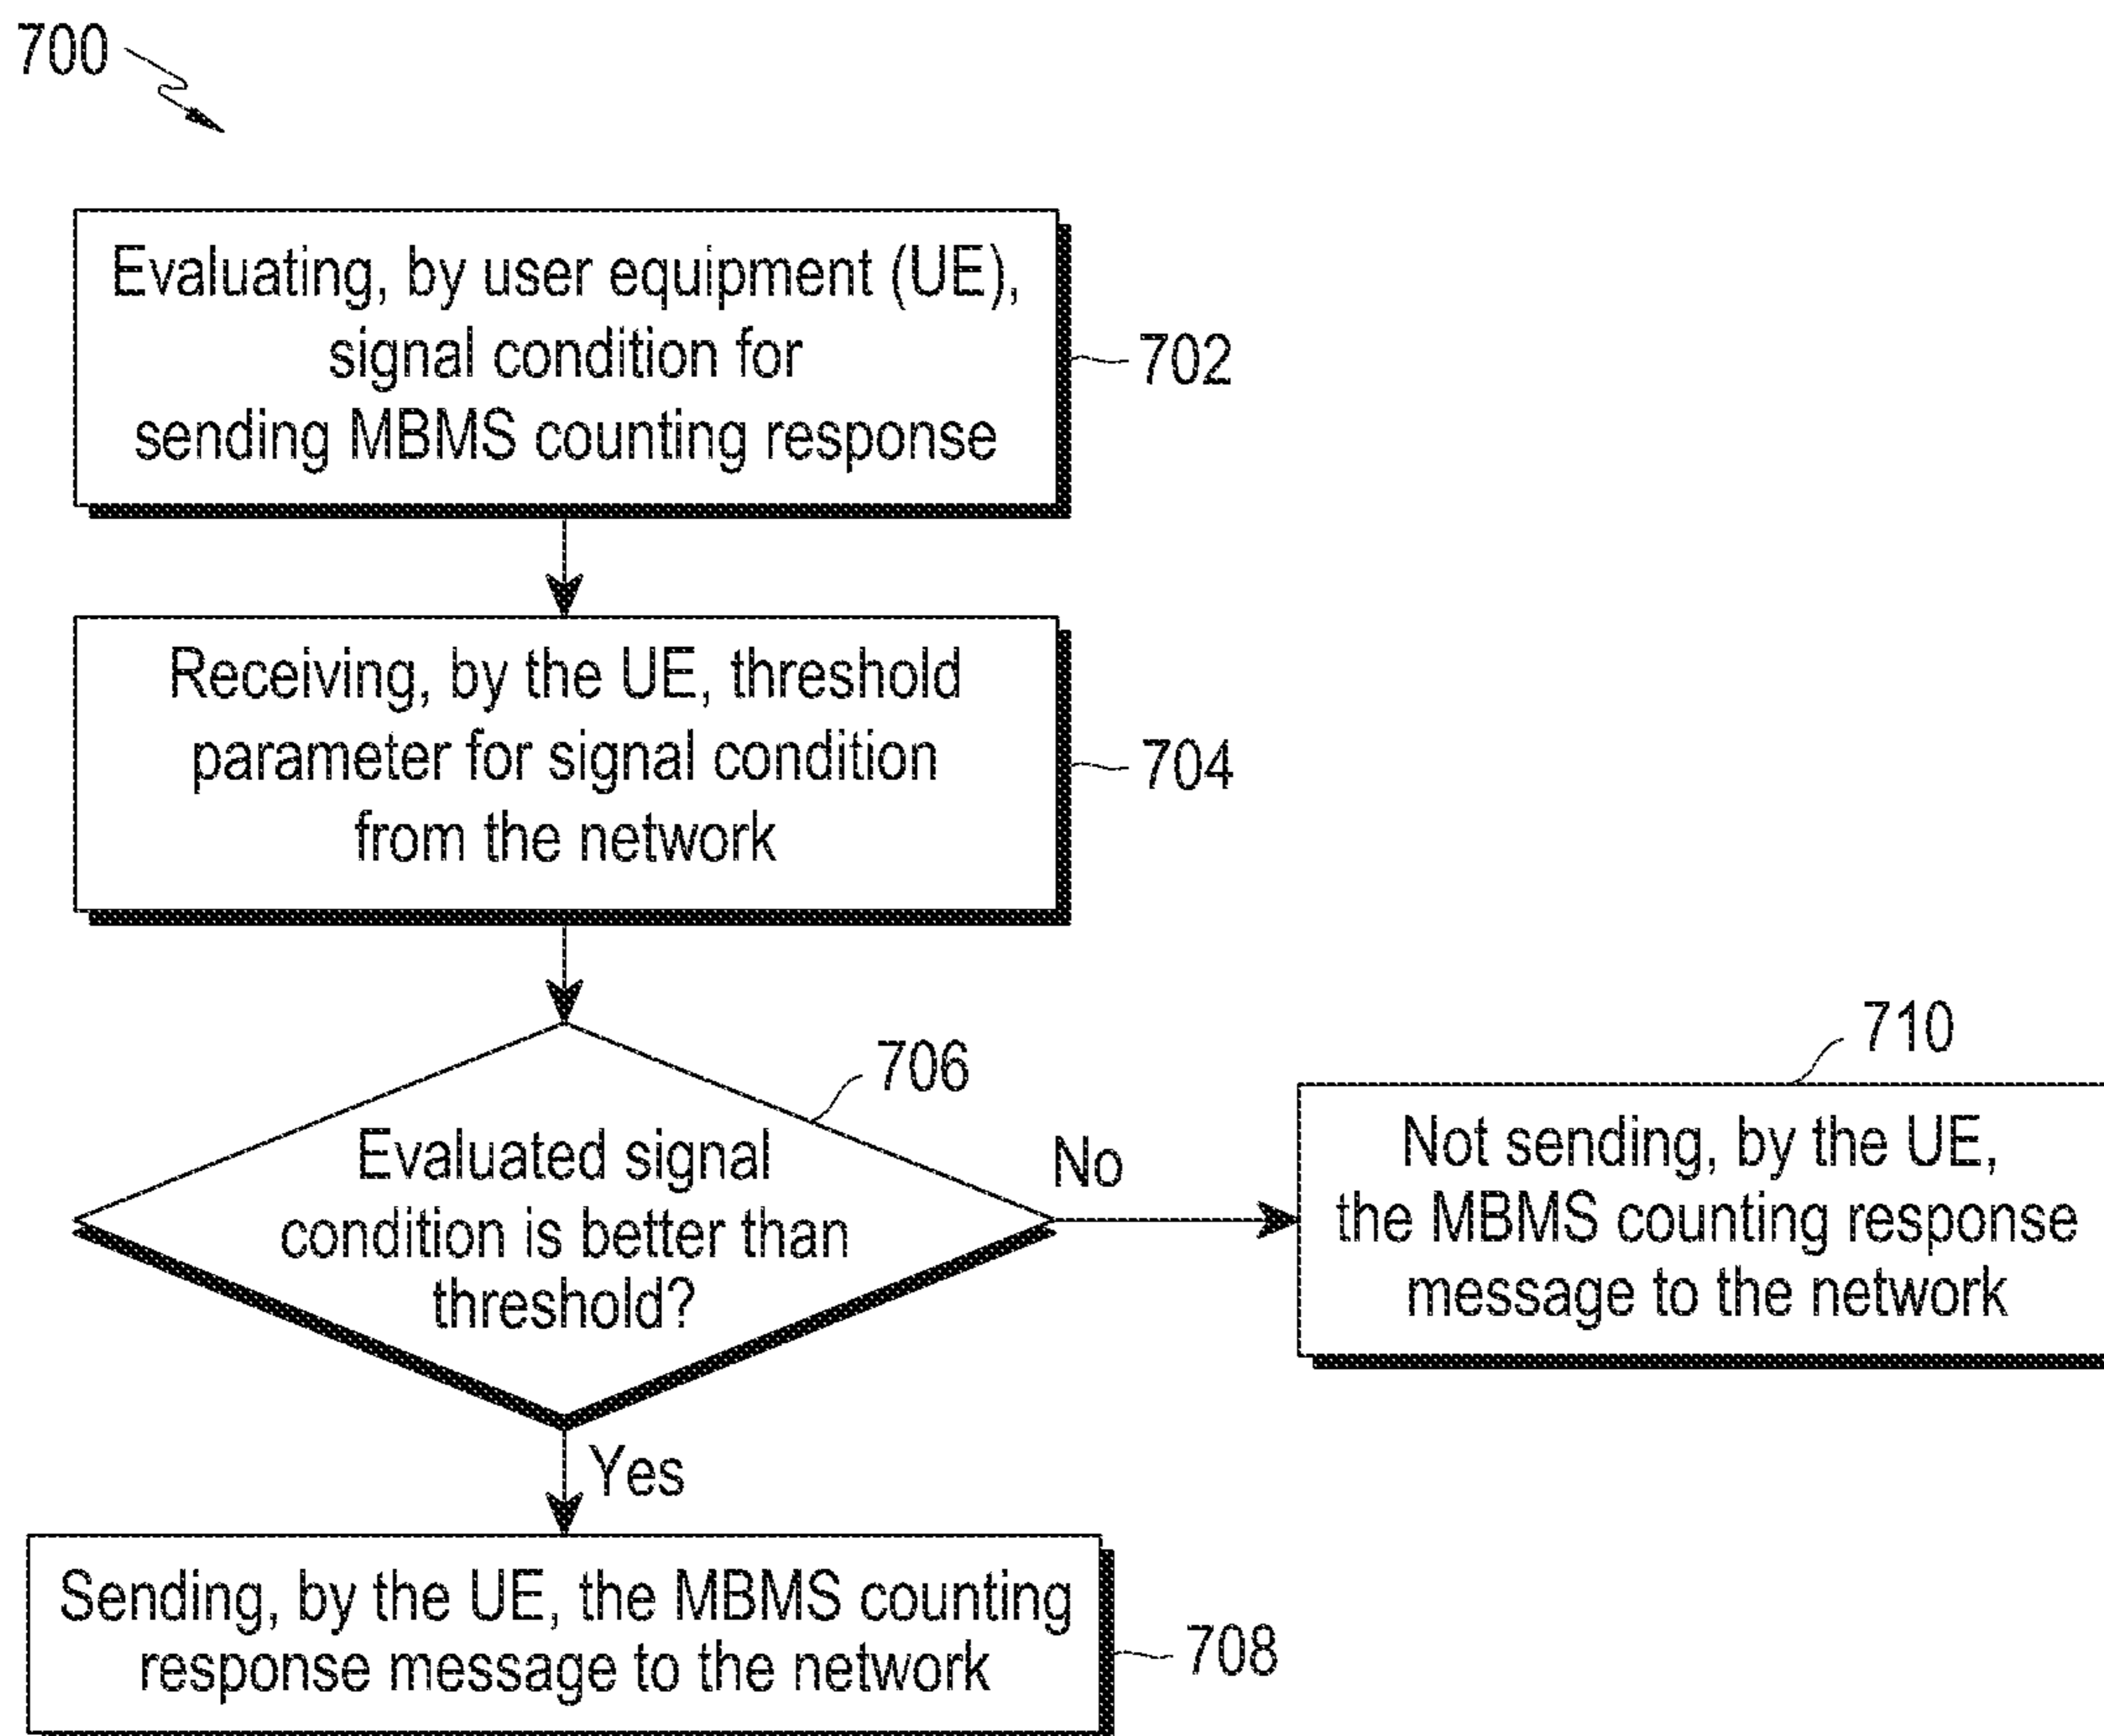 700
Evaluating, by user equipment (UE),
signal condition for
sending MBMS counting response
702
Receiving, by the UE, threshold
parameter for signal condition
from the network
704
706
Evaluated signal
condition is better than
threshold?
No
710
Not sending, by the UE,
the MBMS counting response
message to the network
Yes
Sending, by the UE, the MBMS counting
response message to the network
708